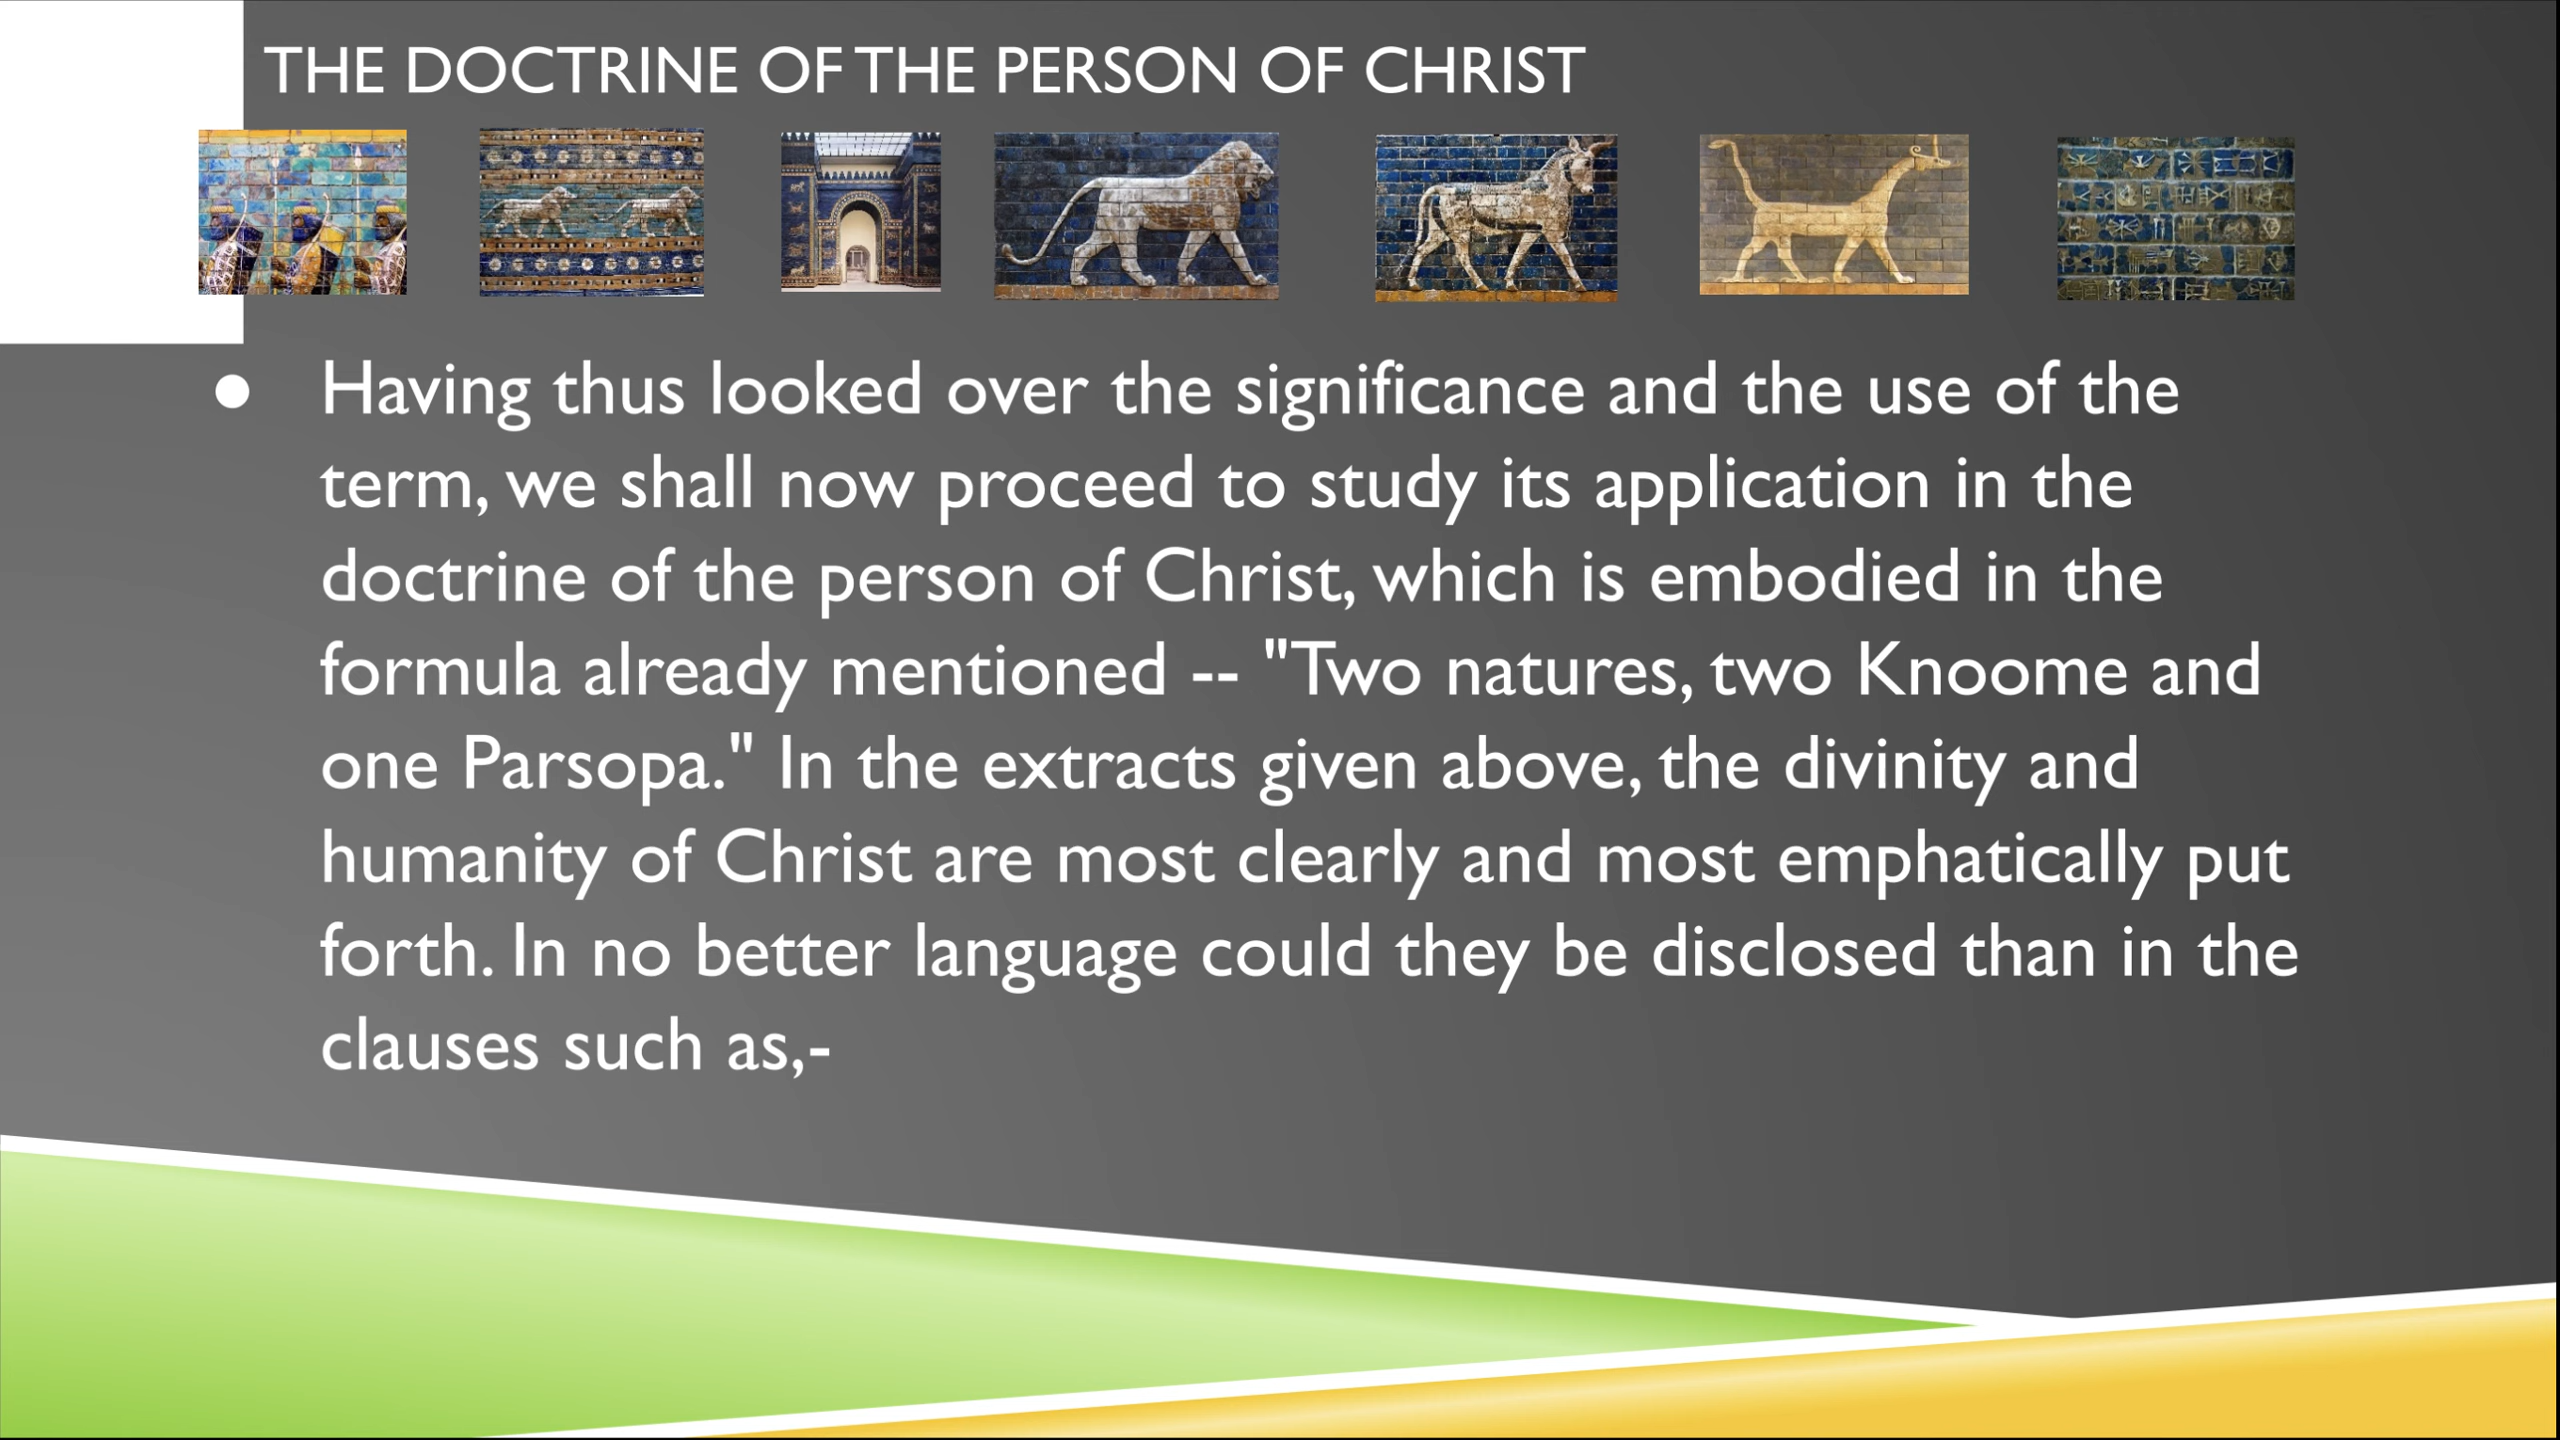 THE DOCTRINE OF THE PERSON OF CHRIST
● Having thus looked over the significance and the use of the
term, we shall now proceed to study its application in the
doctrine of the person of Christ, which is embodied in the
formula already mentioned -- "Two natures, two Knoome and
one Parsopa." In the extracts given above, the divinity and
humanity of Christ are most clearly and most emphatically put
forth. In no better language could they be disclosed than in the
clauses such as,-